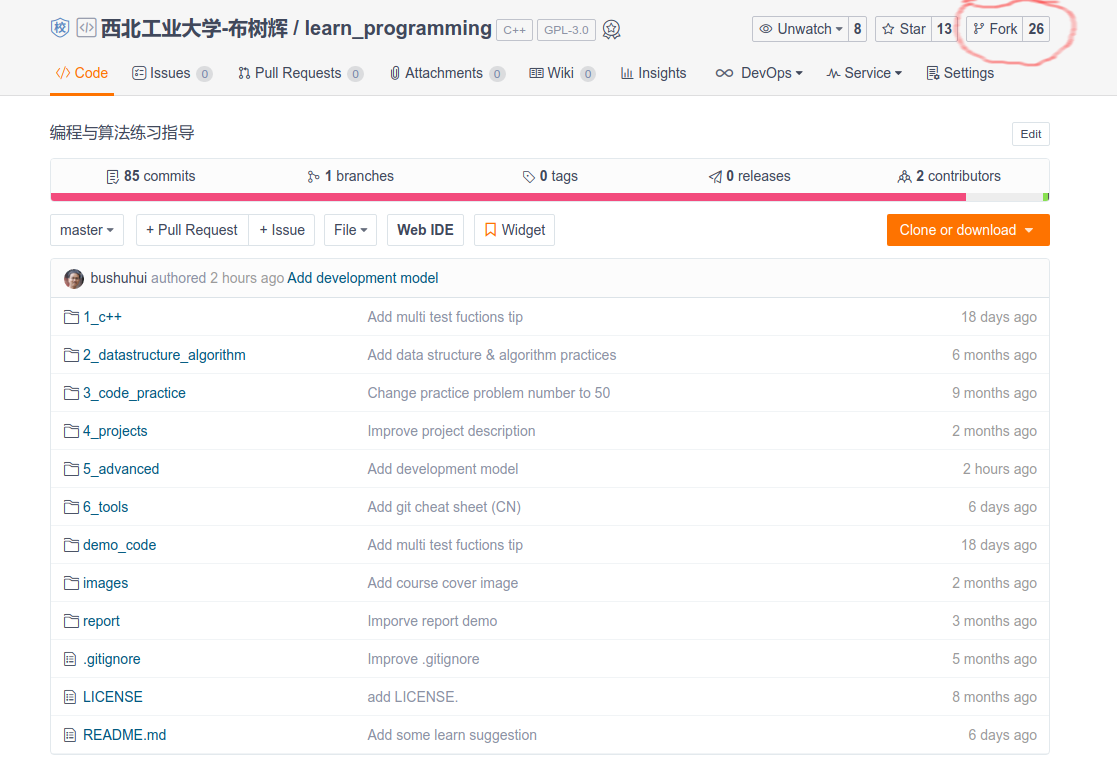 校 西北工业大学-布树辉 / learn_programming C++ GPL-3.0 Unwatch 8 Star 13 Fork 26
Code Issues 0 Pull Requests 0 Attachments 0 Wiki 0 Insights DevOps Service Settings
编程与算法练习指导 Edit
85 commits 1 branches 0 tags 0 releases 2 contributors
master + Pull Request + Issue File Web IDE Widget Clone or download
bushuhui authored 2 hours ago Add development model
1_c++ Add multi test fuctions tip 18 days ago
2_datastructure_algorithm Add data structure & algorithm practices 6 months ago
3_code_practice Change practice problem number to 50 9 months ago
4_projects Improve project description 2 months ago
5_advanced Add development model 2 hours ago
6_tools Add git cheat sheet (CN) 6 days ago
demo_code Add multi test fuctions tip 18 days ago
images Add course cover image 2 months ago
report Imporve report demo 3 months ago
.gitignore Improve .gitignore 5 months ago
LICENSE add LICENSE. 8 months ago
README.md Add some learn suggestion 6 days ago